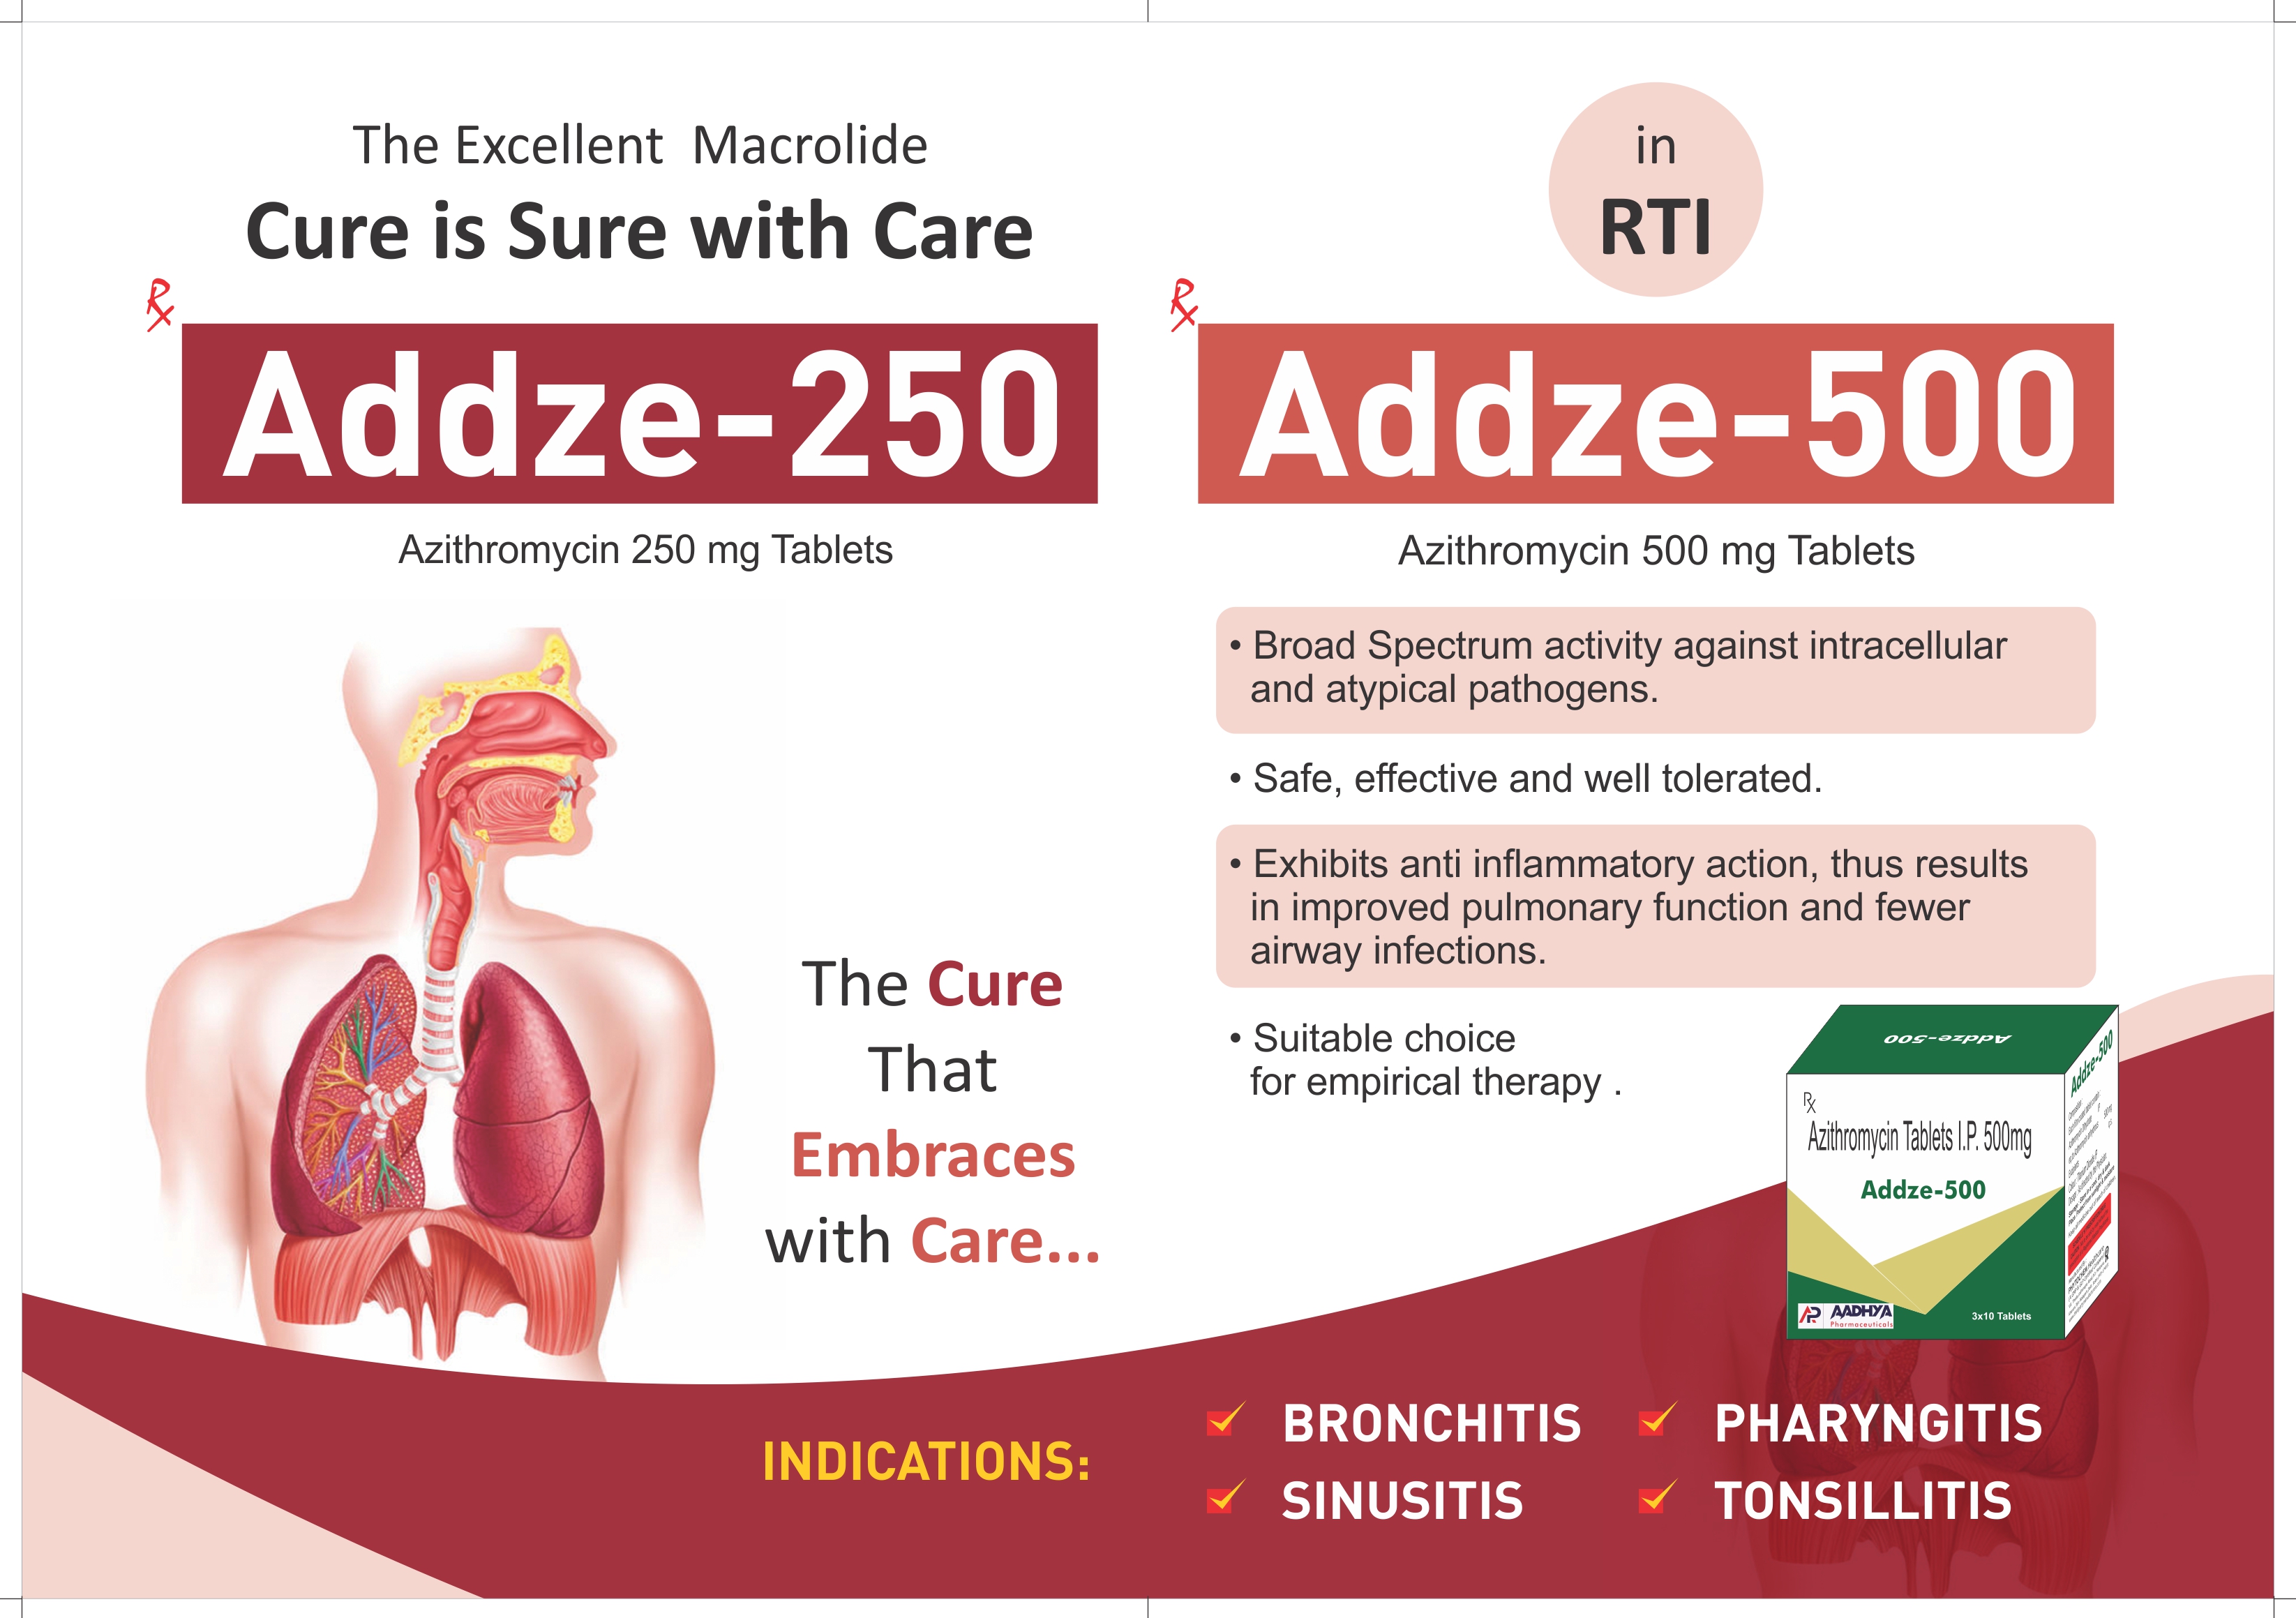 The Excellent Macrolide
Cure is Sure with Care
Rx
Addze-250
Azithromycin 250 mg Tablets
The Cure
That
Embraces
with Care...
in
RTI
Rx
Addze-500
Azithromycin 500 mg Tablets
• Broad Spectrum activity against intracellular
and atypical pathogens.
• Safe, effective and well tolerated.
• Exhibits anti inflammatory action, thus results
in improved pulmonary function and fewer
airway infections.
• Suitable choice
for empirical therapy .
Addze-500
Rx
Azithromycin Tablets I.P. 500mg
Addze-500
AP AADHYA
Pharmaceuticals
3x10 Tablets
Addze-500
INDICATIONS:
BRONCHITIS
PHARYNGITIS
SINUSITIS
TONSILLITIS